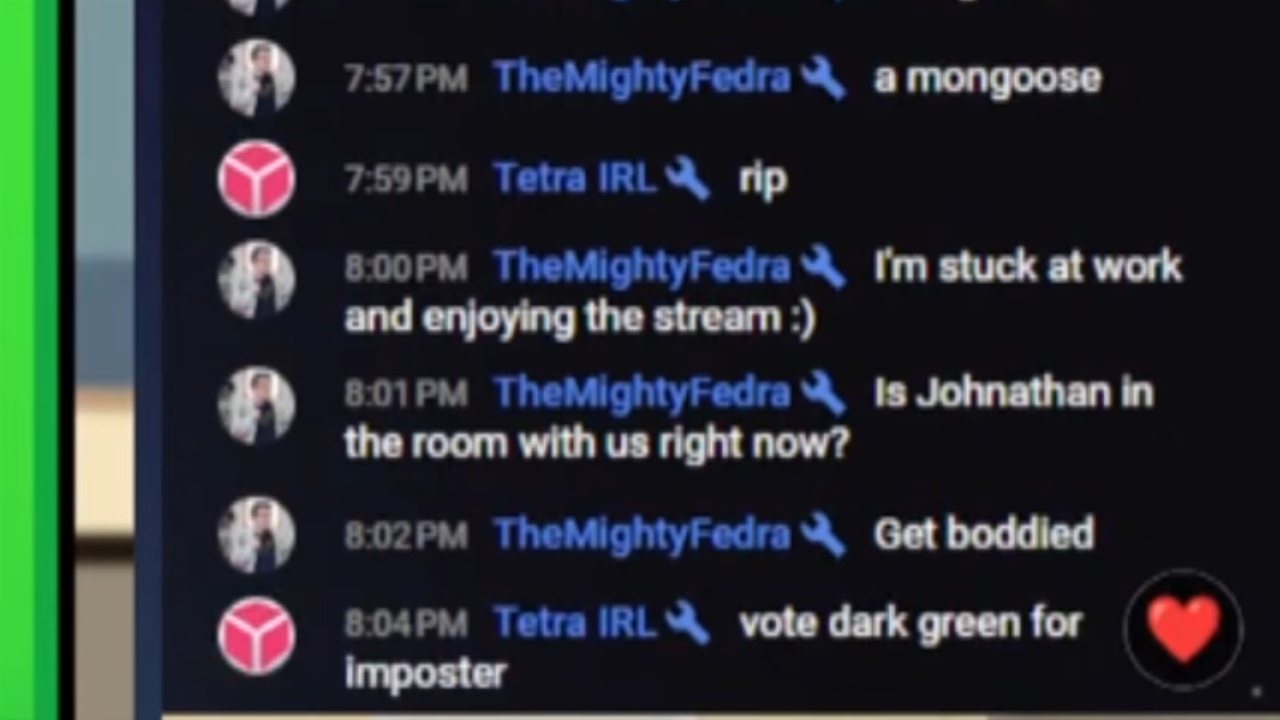 7:57 PM TheMightyFedra a mongoose
7:59 PM Tetra IRL rip
8:00 PM TheMightyFedra I'm stuck at work
and enjoying the stream :)
8:01 PM TheMightyFedra Is Johnathan in
the room with us right now?
8:02 PM TheMightyFedra Get boddied
8:04 PM Tetra IRL vote dark green for
imposter